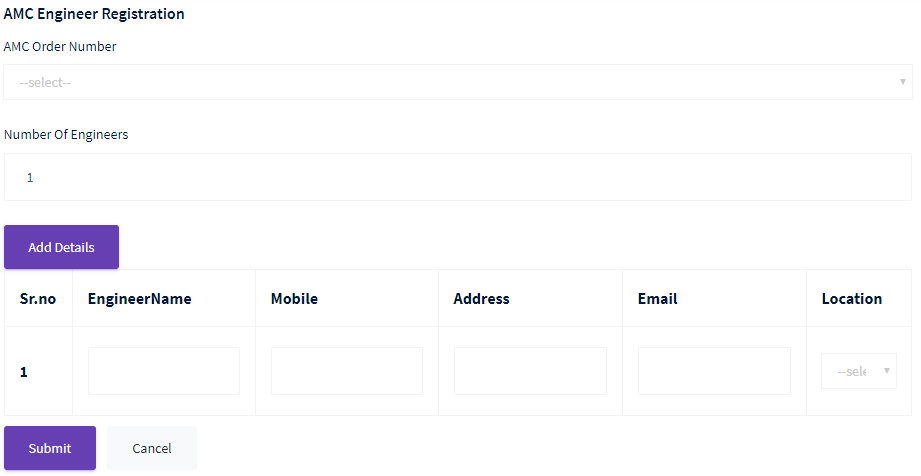 AMC Engineer Registration
AMC Order Number
--select--
Number Of Engineers
1
Add Details
Sr.no EngineerName Mobile Address Email Location
1 --sele
Submit Cancel